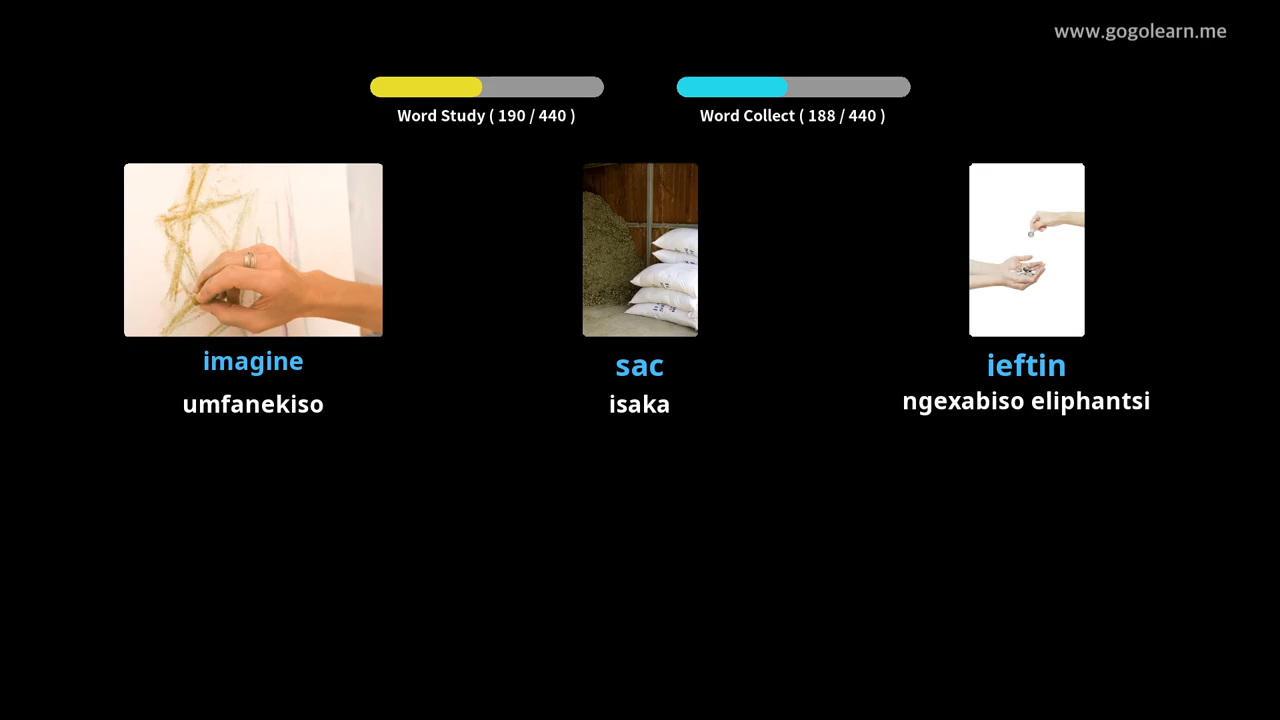 www.gogolearn.me
Word Study ( 190 / 440 )
Word Collect ( 188 / 440 )
imagine
umfanekiso
sac
isaka
ieftin
ngexabiso eliphantsi